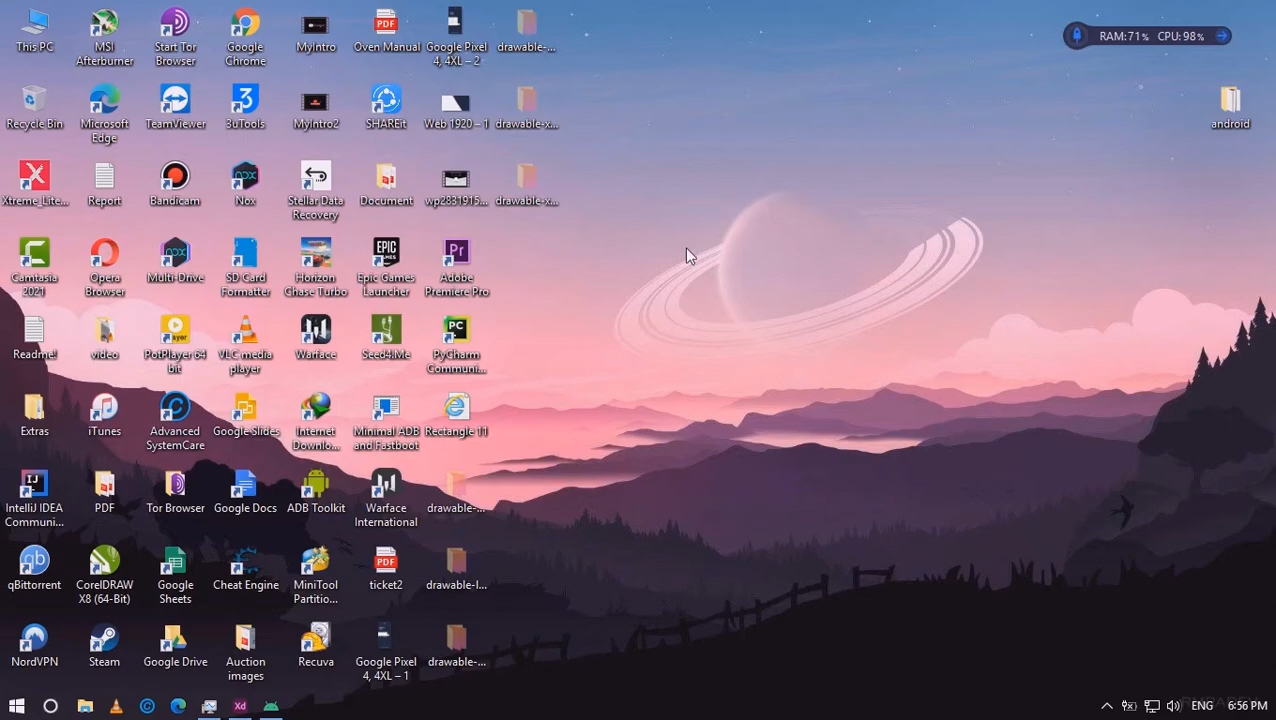 RAM:71% CPU:98%
This PC
MSI
Afterburner
Start Tor
Browser
Google
Chrome
MyIntro
Oven Manual
Google Pixel
4, 4XL – 2
drawable-...
Recycle Bin
Microsoft
Edge
TeamViewer
3uTools
MyIntro2
SHAREit
Web 1920 – 1
drawable-x...
android
Xtreme_Lite...
Report
Bandicam
Nox
Stellar Data
Recovery
Document
wp2831915...
drawable-x...
Camtasia
2021
Opera
Browser
Multi-Drive
SD Card
Formatter
Horizon
Chase Turbo
Epic Games
Launcher
Adobe
Premiere Pro
Readme!
video
PotPlayer 64
bit
VLC media
player
Warface
Seed4.Me
PyCharm
Communi...
Extras
iTunes
Advanced
SystemCare
Google Slides
Internet
Downlo...
Minimal ADB
and Fastboot
Rectangle 11
IntelliJ IDEA
Communi...
PDF
Tor Browser
Google Docs
ADB Toolkit
Warface
International
drawable-...
qBittorrent
CorelDRAW
X8 (64-Bit)
Google
Sheets
Cheat Engine
MiniTool
Partitio...
ticket2
drawable-l...
NordVPN
Steam
Google Drive
Auction
images
Recuva
Google Pixel
4, 4XL – 1
drawable-...
ENG
6:56 PM